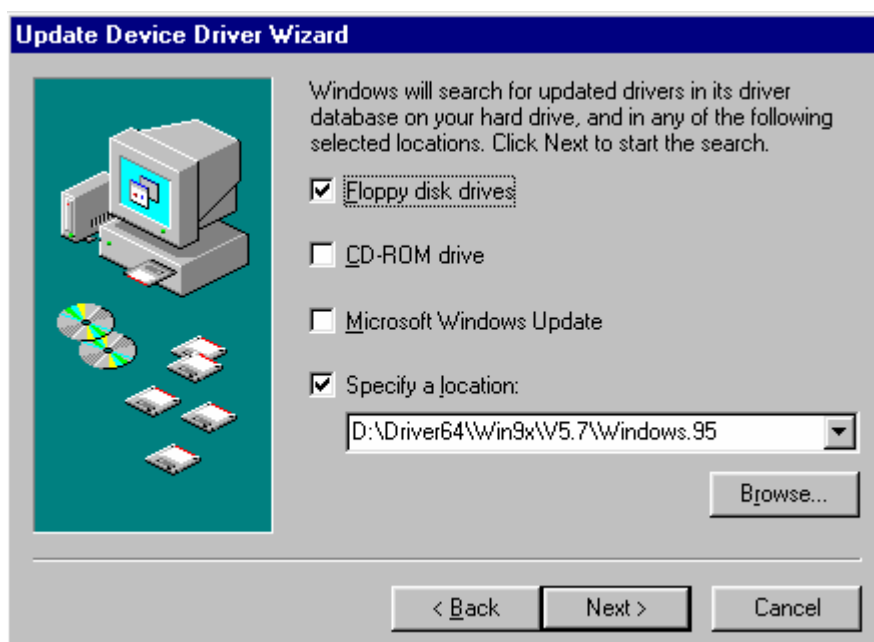 Update Device Driver Wizard
Windows will search for updated drivers in its driver
database on your hard drive, and in any of the following
selected locations. Click Next to start the search.
Floppy disk drives
CD-ROM drive
Microsoft Windows Update
Specify a location:
D:\Driver64\Win9x\V5.7\Windows.95
Browse...
< Back Next > Cancel